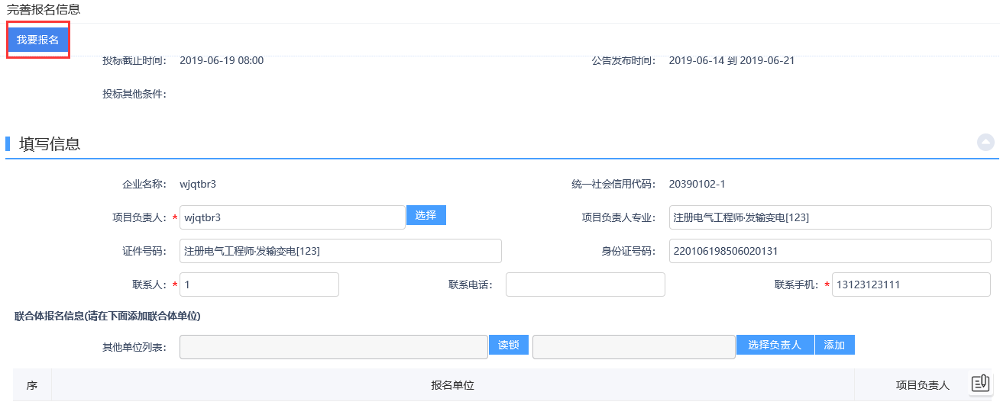 完善报名信息
我要报名
投标截止时间： 2019-06-19 08:00 公告发布时间： 2019-06-14 到 2019-06-21
投标其他条件：
填写信息
企业名称： wjqtbr3 统一社会信用代码： 20390102-1
项目负责人： * wjqtbr3 选择 项目负责人专业： 注册电气工程师·发输变电[123]
证件号码： 注册电气工程师·发输变电[123] 身份证号码： 220106198506020131
联系人： * 1 联系电话： 联系手机： * 13123123111
联合体报名信息(请在下面添加联合体单位)
其他单位列表： 读锁 选择负责人 添加
序 报名单位 项目负责人